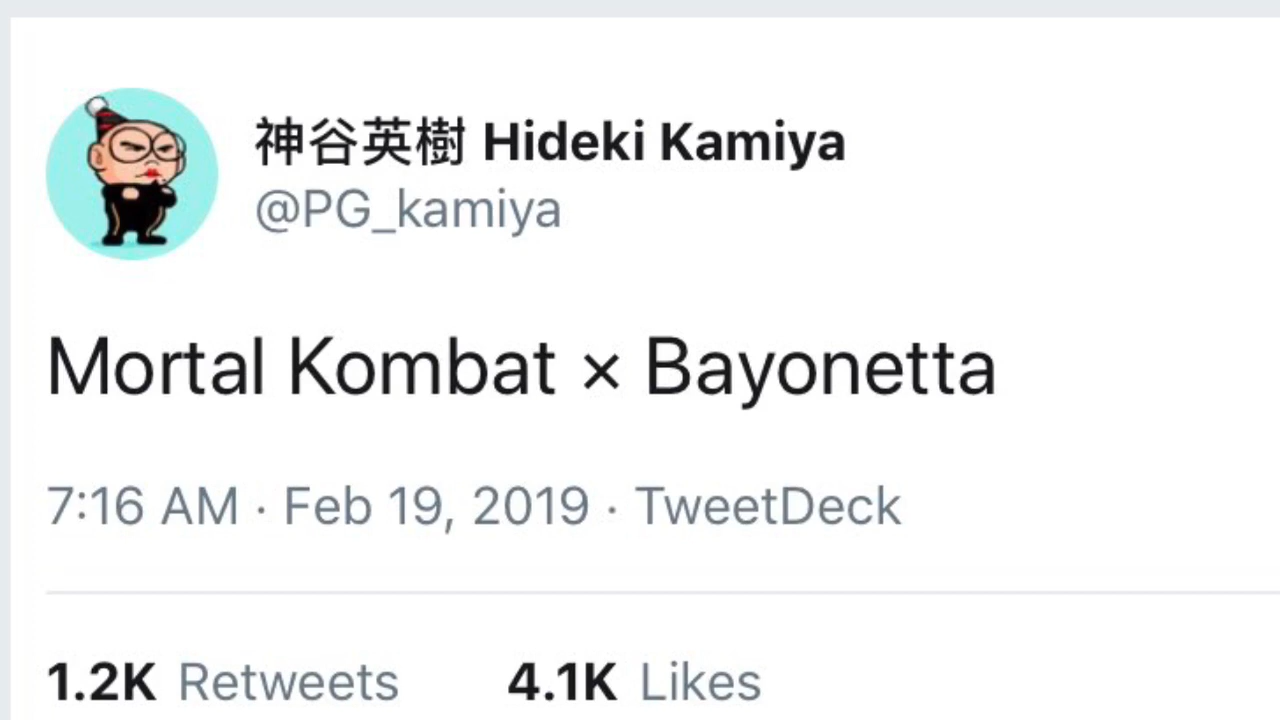 神谷英樹 Hideki Kamiya
@PG_kamiya
Mortal Kombat × Bayonetta
7:16 AM · Feb 19, 2019 · TweetDeck
1.2K Retweets 4.1K Likes